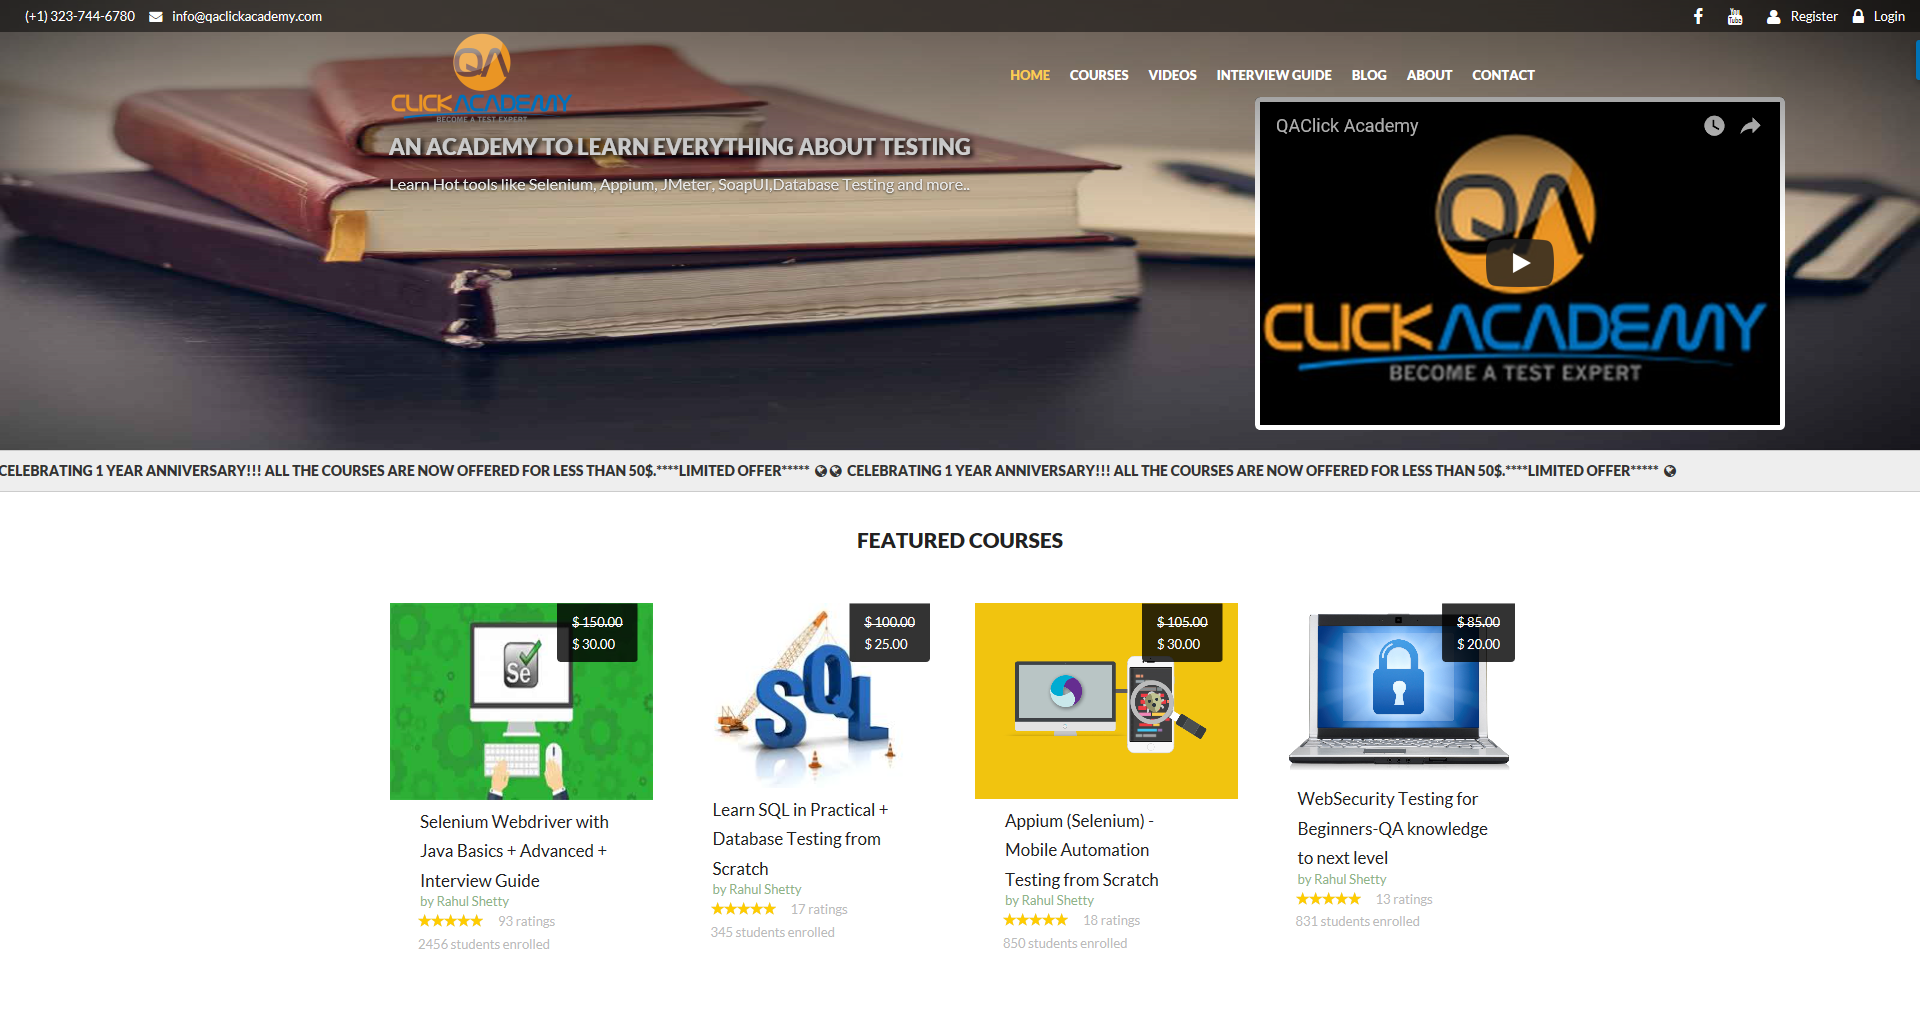 (+1) 323-744-6780 info@qaclickacademy.com Register Login
QA
CLICKACADEMY
BECOME A TEST EXPERT
HOME COURSES VIDEOS INTERVIEW GUIDE BLOG ABOUT CONTACT
AN ACADEMY TO LEARN EVERYTHING ABOUT TESTING
Learn Hot tools like Selenium, Appium, JMeter, SoapUI,Database Testing and more..
QAClick Academy
QA
CLICKACADEMY
BECOME A TEST EXPERT
CELEBRATING 1 YEAR ANNIVERSARY!!! ALL THE COURSES ARE NOW OFFERED FOR LESS THAN 50$.****LIMITED OFFER***** CELEBRATING 1 YEAR ANNIVERSARY!!! ALL THE COURSES ARE NOW OFFERED FOR LESS THAN 50$.****LIMITED OFFER*****
FEATURED COURSES
$ 150.00
$ 30.00
Se
Selenium Webdriver with
Java Basics + Advanced +
Interview Guide
by Rahul Shetty
93 ratings
2456 students enrolled
$ 100.00
$ 25.00
SQL
Learn SQL in Practical +
Database Testing from
Scratch
by Rahul Shetty
17 ratings
345 students enrolled
$ 105.00
$ 30.00
Appium (Selenium) -
Mobile Automation
Testing from Scratch
by Rahul Shetty
18 ratings
850 students enrolled
$ 85.00
$ 20.00
WebSecurity Testing for
Beginners-QA knowledge
to next level
by Rahul Shetty
13 ratings
831 students enrolled